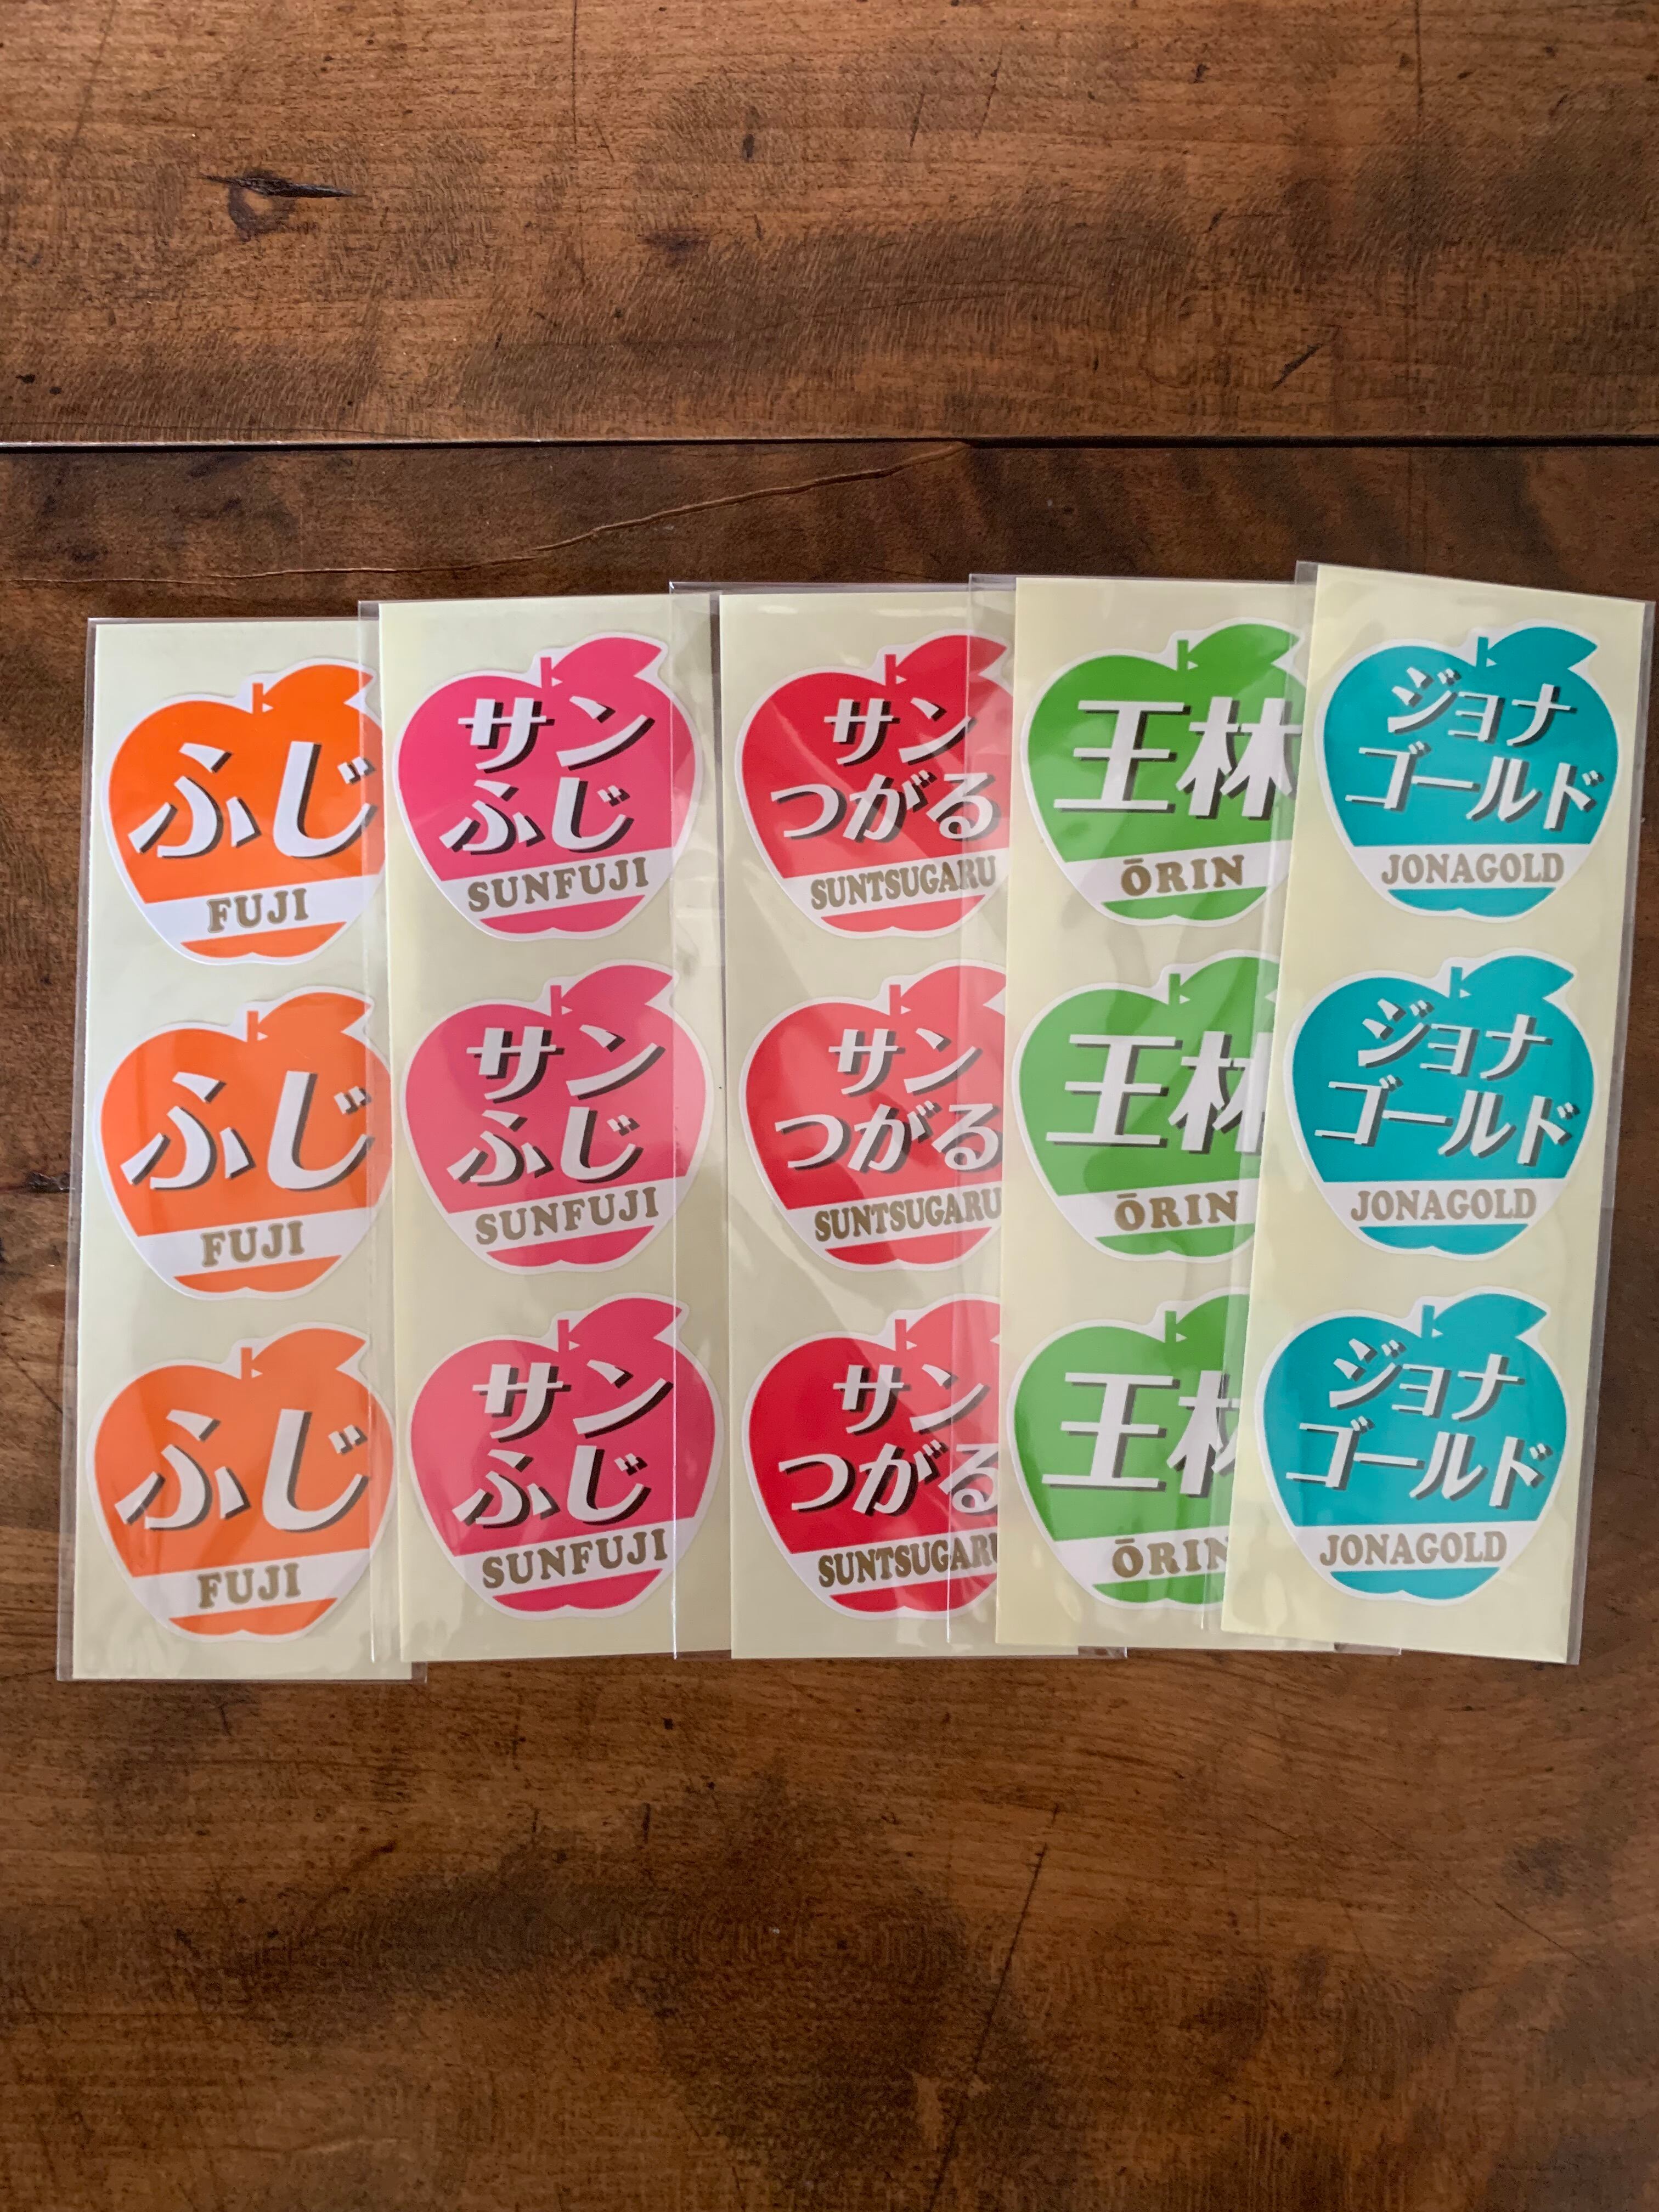 ふじ
FUJI
ふじ
FUJI
ふじ
FUJI
サン
ふじ
SUNFUJI
サン
ふじ
SUNFUJI
サン
ふじ
SUNFUJI
サン
つがる
SUNTSUGARU
サン
つがる
SUNTSUGARU
サン
つがる
SUNTSUGARU
王林
ŌRIN
王林
ŌRIN
王林
ŌRIN
ジョナ
ゴールド
JONAGOLD
ジョナ
ゴールド
JONAGOLD
ジョナ
ゴールド
JONAGOLD